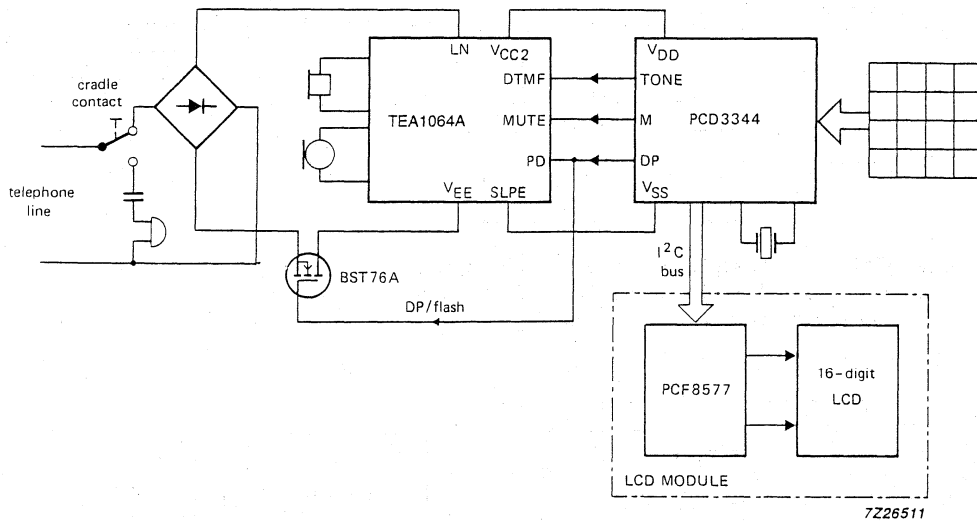 LN
VCC2
VDD
cradle
contact
DTMF
TONE
TEA1064A
MUTE
M
PCD3344
PD
DP
telephone
line
VEE
SLPE
VSS
I²C
bus
BST76A
DP/flash
PCF8577
16-digit
LCD
LCD MODULE
7Z26511